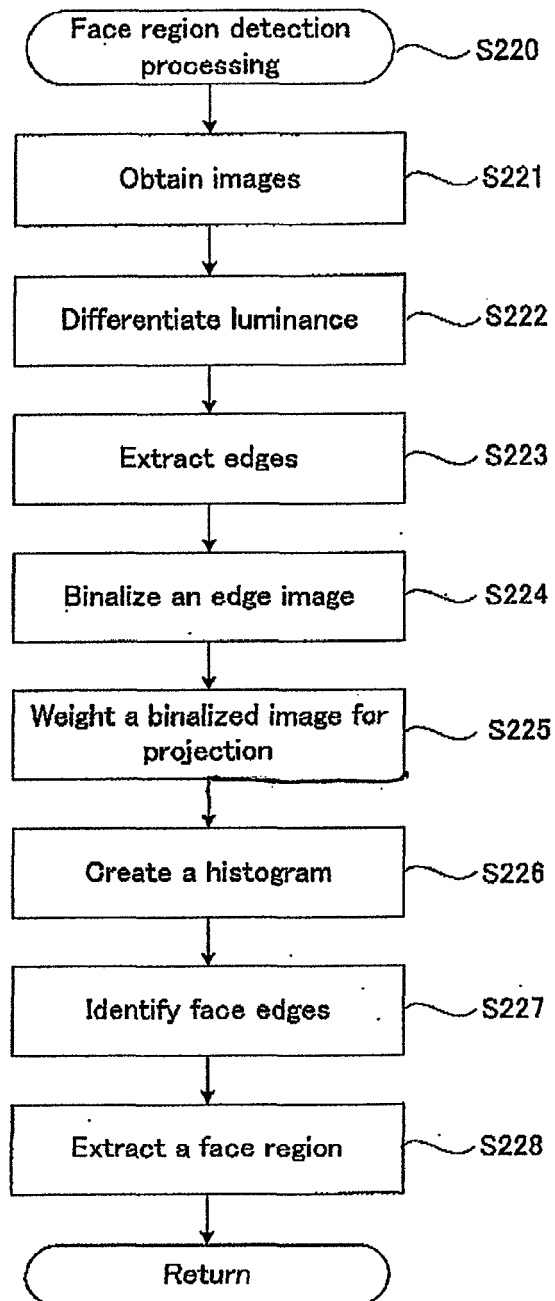 Face region detection
processing
S220
Obtain images
S221
Differentiate luminance
S222
Extract edges
S223
Binalize an edge image
S224
Weight a binalized image for
projection
S225
Create a histogram
S226
Identify face edges
S227
Extract a face region
S228
Return